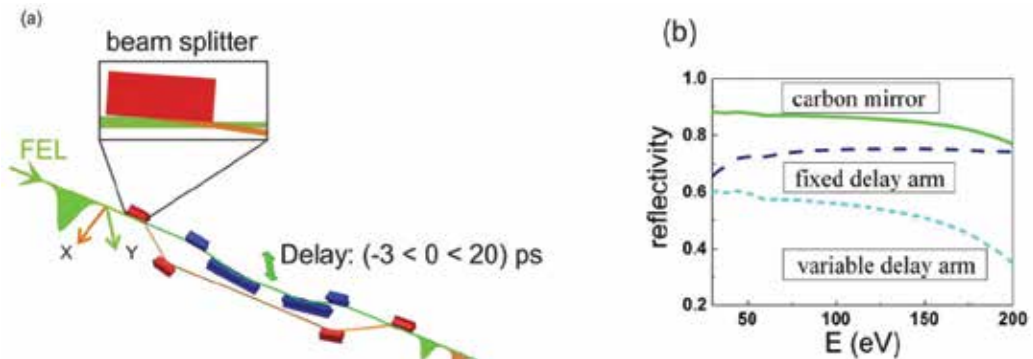 (a)
beam splitter
FEL
X
Y
Delay: (-3 < 0 < 20) ps
(b)
1.0
carbon mirror
0.8
fixed delay arm
0.6
reflectivity
0.4
variable delay arm
0.2
50
100
150
200
E (eV)